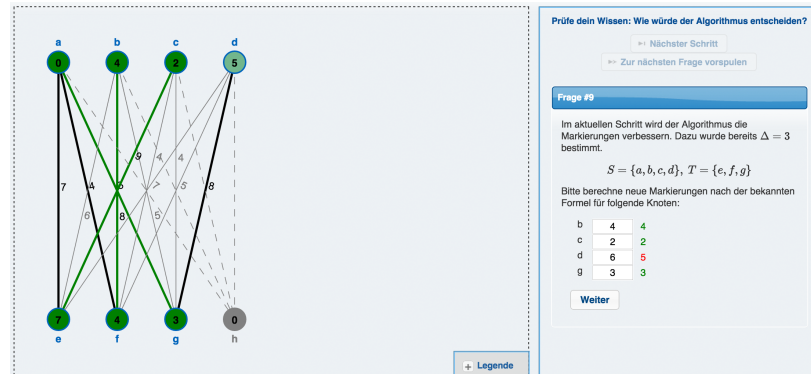 a b c d
0 4 2 5
9 4 4
7 4 6 7 5 8
6 8 5
7 4 3 0
e f g h
+ Legende
Prüfe dein Wissen: Wie würde der Algorithmus entscheiden?
Nächster Schritt
Zur nächsten Frage vorspulen
Frage #9
Im aktuellen Schritt wird der Algorithmus die
Markierungen verbessern. Dazu wurde bereits Δ = 3
bestimmt.
S = {a, b, c, d}, T = {e, f, g}
Bitte berechne neue Markierungen nach der bekannten
Formel für folgende Knoten:
b 4 4
c 2 2
d 6 5
g 3 3
Weiter